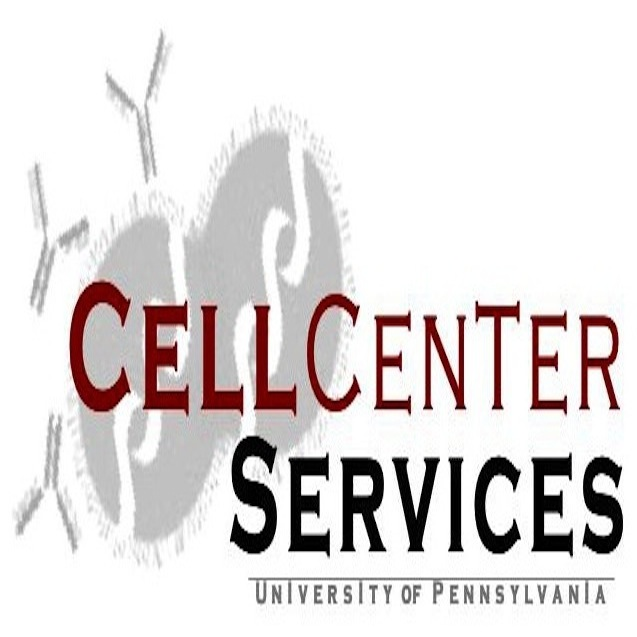 CELLCENTER
SERVICES
UNIVERSITY OF PENNSYLVANIA